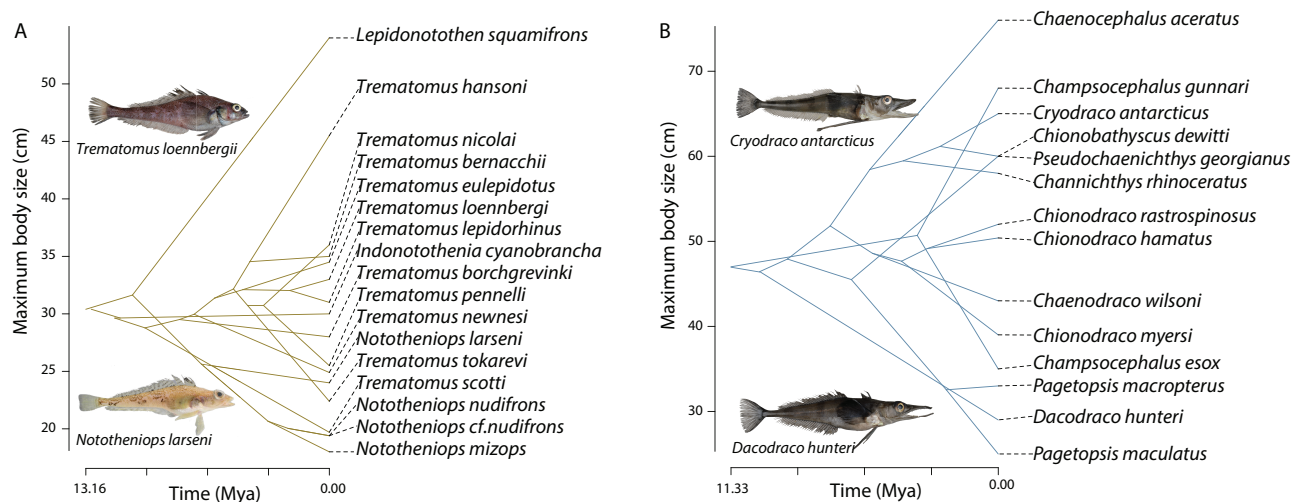 A
Maximum body size (cm)
50
45
40
35
30
25
20
Trematomus loennbergii
Nototheniops larseni
Lepidonotothen squamifrons
Trematomus hansoni
Trematomus nicolai
Trematomus bernacchii
Trematomus eulepidotus
Trematomus loennbergi
Trematomus lepidorhinus
Indonotothenia cyanobrancha
Trematomus borchgrevinki
Trematomus pennelli
Trematomus newnesi
Nototheniops larseni
Trematomus tokarevi
Trematomus scotti
Nototheniops nudifrons
Nototheniops cf.nudifrons
Nototheniops mizops
13.16
Time (Mya)
0.00
B
Maximum body size (cm)
70
60
50
40
30
Cryodraco antarcticus
Dacodraco hunteri
Chaenocephalus aceratus
Champsocephalus gunnari
Cryodraco antarcticus
Chionobathyscus dewitti
Pseudochaenichthys georgianus
Channichthys rhinoceratus
Chionodraco rastrospinosus
Chionodraco hamatus
Chaenodraco wilsoni
Chionodraco myersi
Champsocephalus esox
Pagetopsis macropterus
Dacodraco hunteri
Pagetopsis maculatus
11.33
Time (Mya)
0.00